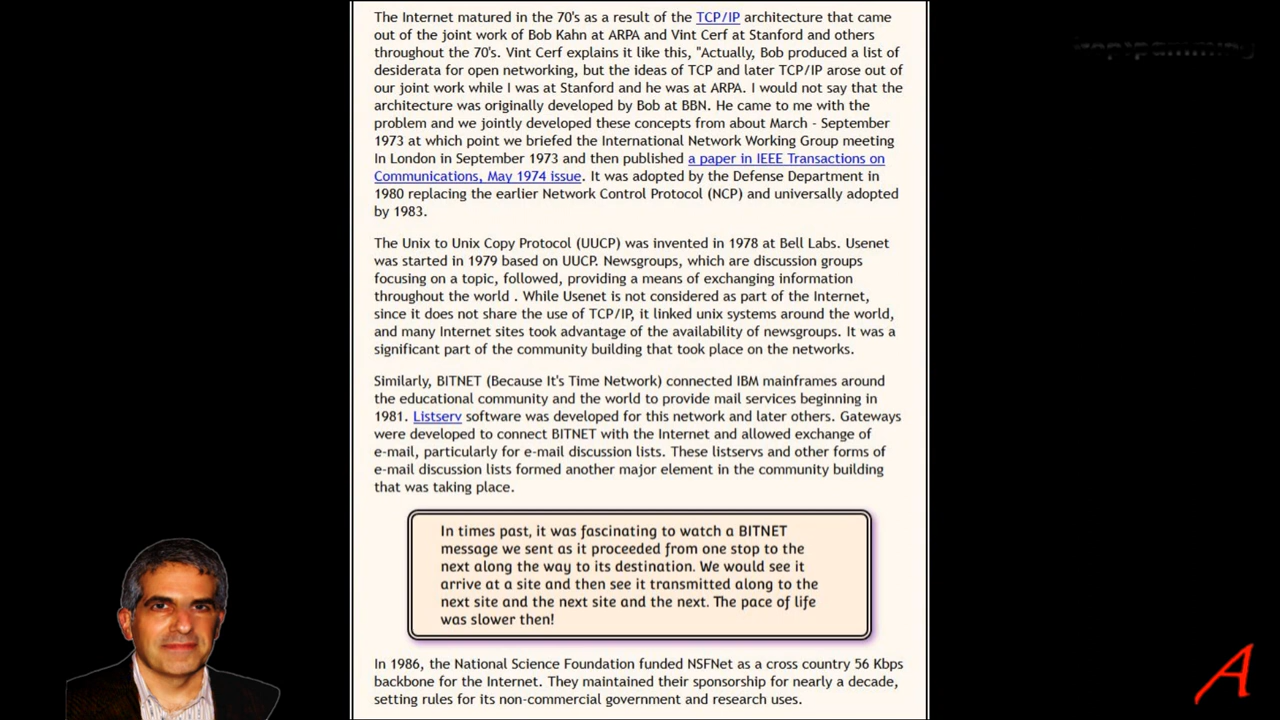 The Internet matured in the 70's as a result of the TCP/IP architecture that came
out of the joint work of Bob Kahn at ARPA and Vint Cerf at Stanford and others
throughout the 70's. Vint Cerf explains it like this, "Actually, Bob produced a list of
desiderata for open networking, but the ideas of TCP and later TCP/IP arose out of
our joint work while I was at Stanford and he was at ARPA. I would not say that the
architecture was originally developed by Bob at BBN. He came to me with the
problem and we jointly developed these concepts from about March - September
1973 at which point we briefed the International Network Working Group meeting
In London in September 1973 and then published a paper in IEEE Transactions on
Communications, May 1974 issue. It was adopted by the Defense Department in
1980 replacing the earlier Network Control Protocol (NCP) and universally adopted
by 1983.
The Unix to Unix Copy Protocol (UUCP) was invented in 1978 at Bell Labs. Usenet
was started in 1979 based on UUCP. Newsgroups, which are discussion groups
focusing on a topic, followed, providing a means of exchanging information
throughout the world . While Usenet is not considered as part of the Internet,
since it does not share the use of TCP/IP, it linked unix systems around the world,
and many Internet sites took advantage of the availability of newsgroups. It was a
significant part of the community building that took place on the networks.
Similarly, BITNET (Because It's Time Network) connected IBM mainframes around
the educational community and the world to provide mail services beginning in
1981. Listserv software was developed for this network and later others. Gateways
were developed to connect BITNET with the Internet and allowed exchange of
e-mail, particularly for e-mail discussion lists. These listservs and other forms of
e-mail discussion lists formed another major element in the community building
that was taking place.
In times past, it was fascinating to watch a BITNET
message we sent as it proceeded from one stop to the
next along the way to its destination. We would see it
arrive at a site and then see it transmitted along to the
next site and the next site and the next. The pace of life
was slower then!
In 1986, the National Science Foundation funded NSFNet as a cross country 56 Kbps
backbone for the Internet. They maintained their sponsorship for nearly a decade,
setting rules for its non-commercial government and research uses.
A